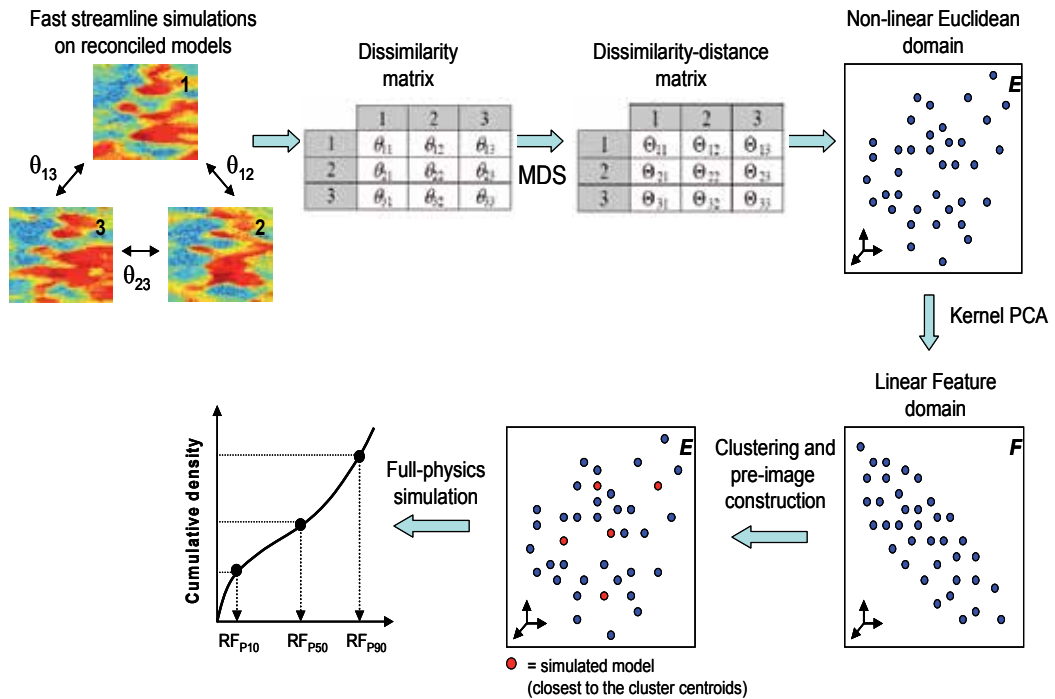 Fast streamline simulations
on reconciled models
1
θ13
θ12
3
2
θ23
Dissimilarity
matrix
1 2 3
1 θ11 θ12 θ13
2 θ21 θ22 θ23
3 θ31 θ32 θ33
MDS
Dissimilarity-distance
matrix
1 2 3
1 Θ11 Θ12 Θ13
2 Θ21 Θ22 Θ23
3 Θ31 Θ32 Θ33
Non-linear Euclidean
domain
E
Kernel PCA
Linear Feature
domain
F
Clustering and
pre-image
construction
E
= simulated model
(closest to the cluster centroids)
Full-physics
simulation
Cumulative density
RFP10 RFP50 RFP90